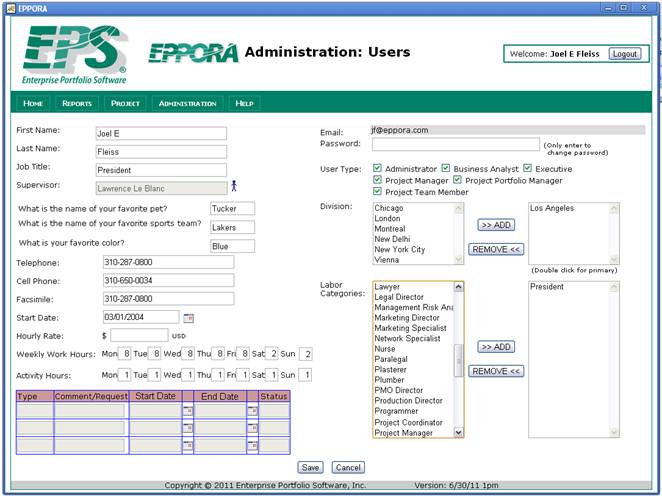 EPPORA
EPS
Enterprise Portfolio Software
EPPORA
Administration: Users
Welcome: Joel E Fleiss Logout
Home Reports Project Administration Help
First Name: Joel E
Last Name: Fleiss
Job Title: President
Supervisor: Lawrence Le Blanc
What is the name of your favorite pet? Tucker
What is the name of your favorite sports team? Lakers
What is your favorite color? Blue
Telephone: 310-287-0800
Cell Phone: 310-650-0034
Facsimile: 310-287-0800
Start Date: 03/01/2004
Hourly Rate: $ USD
Weekly Work Hours: Mon 8 Tue 8 Wed 8 Thu 8 Fri 8 Sat 2 Sun 2
Activity Hours: Mon 1 Tue 1 Wed 1 Thu 1 Fri 1 Sat 1 Sun 1
Type Comment/Request Start Date End Date Status
Email: jf@eppora.com
Password: (Only enter to
change password)
User Type: Administrator Business Analyst Executive
Project Manager Project Portfolio Manager
Project Team Member
Division:
Chicago
London
Montreal
New Delhi
New York City
Vienna
>> ADD
REMOVE <<
Los Angeles
(Double click for primary)
Labor
Categories:
Lawyer
Legal Director
Management Risk Ana
Marketing Director
Marketing Specialist
Network Specialist
Nurse
Paralegal
Plasterer
Plumber
PMO Director
Production Director
Programmer
Project Coordinator
Project Manager
>> ADD
REMOVE <<
President
Save Cancel
Copyright © 2011 Enterprise Portfolio Software, Inc. Version: 6/30/11 1pm